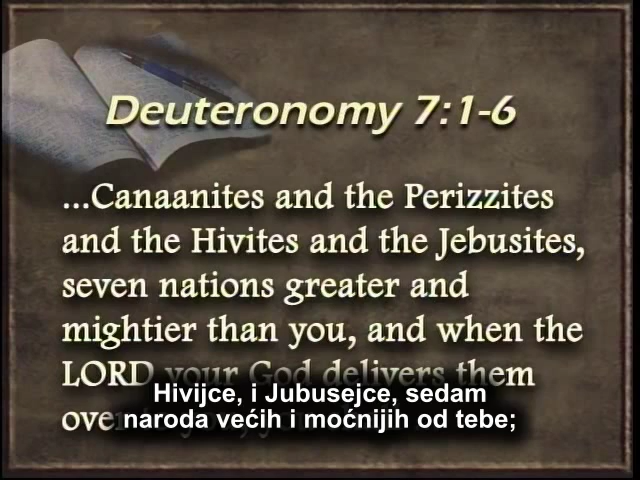 Deuteronomy 7:1-6
...Canaanites and the Perizzites
and the Hivites and the Jebusites,
seven nations greater and
mightier than you, and when the
LORD your God delivers them
over
Hivijce, i Jubusejce, sedam
naroda većih i moćnijih od tebe;